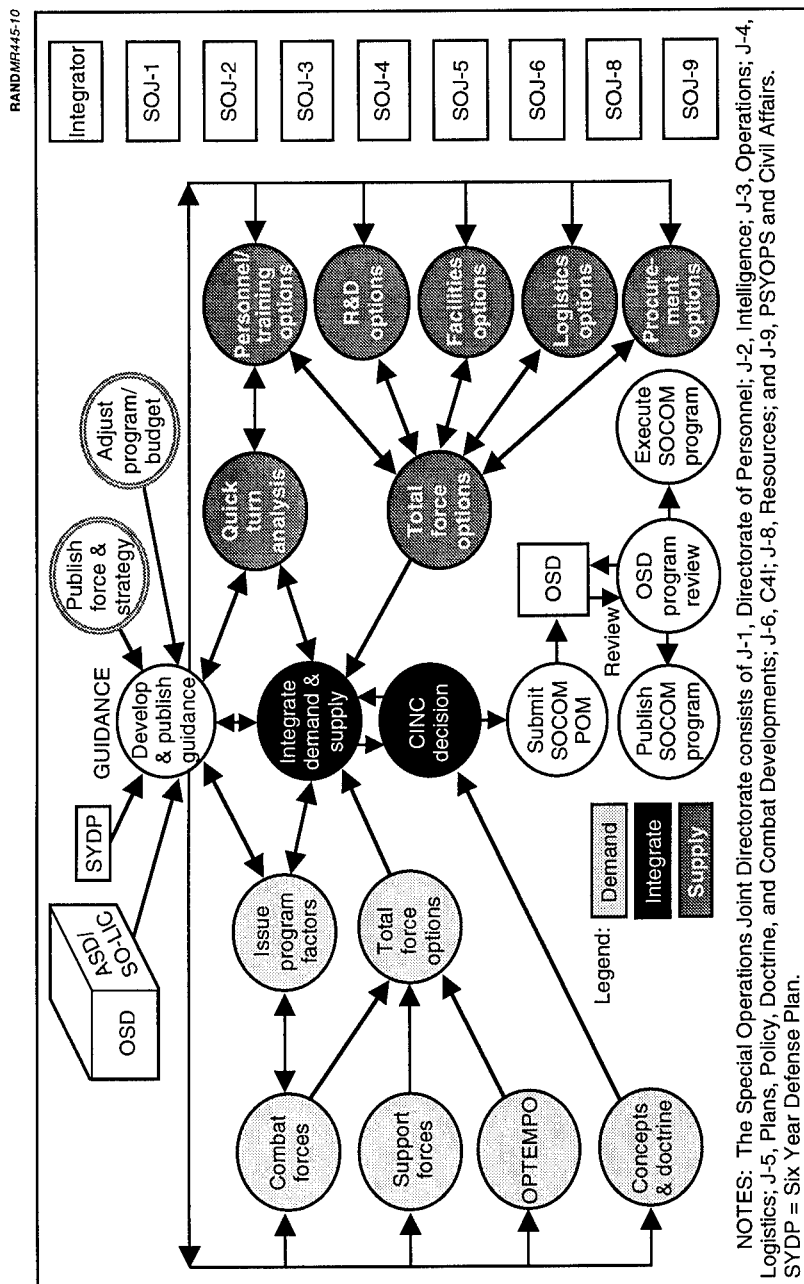 RANDMR445-10
Integrator
SOJ-1
SOJ-2
SOJ-3
SOJ-4
SOJ-5
SOJ-6
SOJ-8
SOJ-9
OSD
ASD/
SO-LIC
SYDP
GUIDANCE
Publish
force &
strategy
Adjust
program/
budget
Develop
& publish
guidance
Combat
forces
Issue
program
factors
Integrate
demand &
supply
Quick
turn
analysis
Personnel/
training
options
Support
forces
Total
force
options
CINC
decision
Total
force
options
R&D
options
OPTEMPO
Facilities
options
Concepts
& doctrine
Logistics
options
Submit
SOCOM
POM
OSD
Review
Procure-
ment
options
Publish
SOCOM
program
OSD
program
review
Execute
SOCOM
program
Legend:
Demand
Integrate
Supply
NOTES: The Special Operations Joint Directorate consists of J-1, Directorate of Personnel; J-2, Intelligence; J-3, Operations; J-4,
Logistics; J-5, Plans, Policy, Doctrine, and Combat Developments; J-6, C4I; J-8, Resources; and J-9, PSYOPS and Civil Affairs.
SYDP = Six Year Defense Plan.